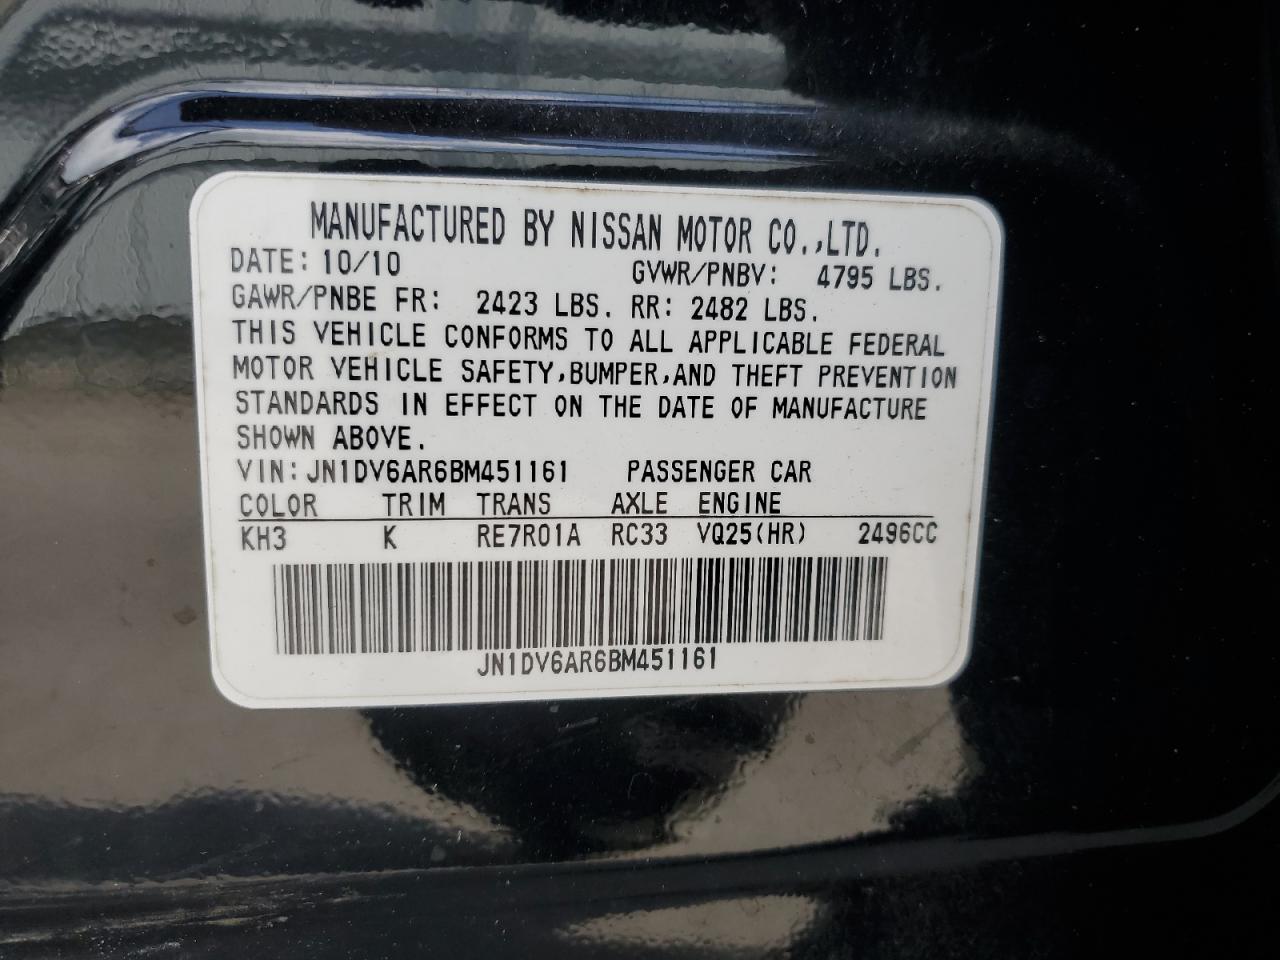 MANUFACTURED BY NISSAN MOTOR CO.,LTD.
DATE: 10/10 GVWR/PNBV: 4795 LBS.
GAWR/PNBE FR: 2423 LBS. RR: 2482 LBS.
THIS VEHICLE CONFORMS TO ALL APPLICABLE FEDERAL
MOTOR VEHICLE SAFETY,BUMPER,AND THEFT PREVENTION
STANDARDS IN EFFECT ON THE DATE OF MANUFACTURE
SHOWN ABOVE.
VIN: JN1DV6AR6BM451161 PASSENGER CAR
COLOR TRIM TRANS AXLE ENGINE
KH3 K RE7R01A RC33 VQ25(HR) 2496CC
JN1DV6AR6BM451161